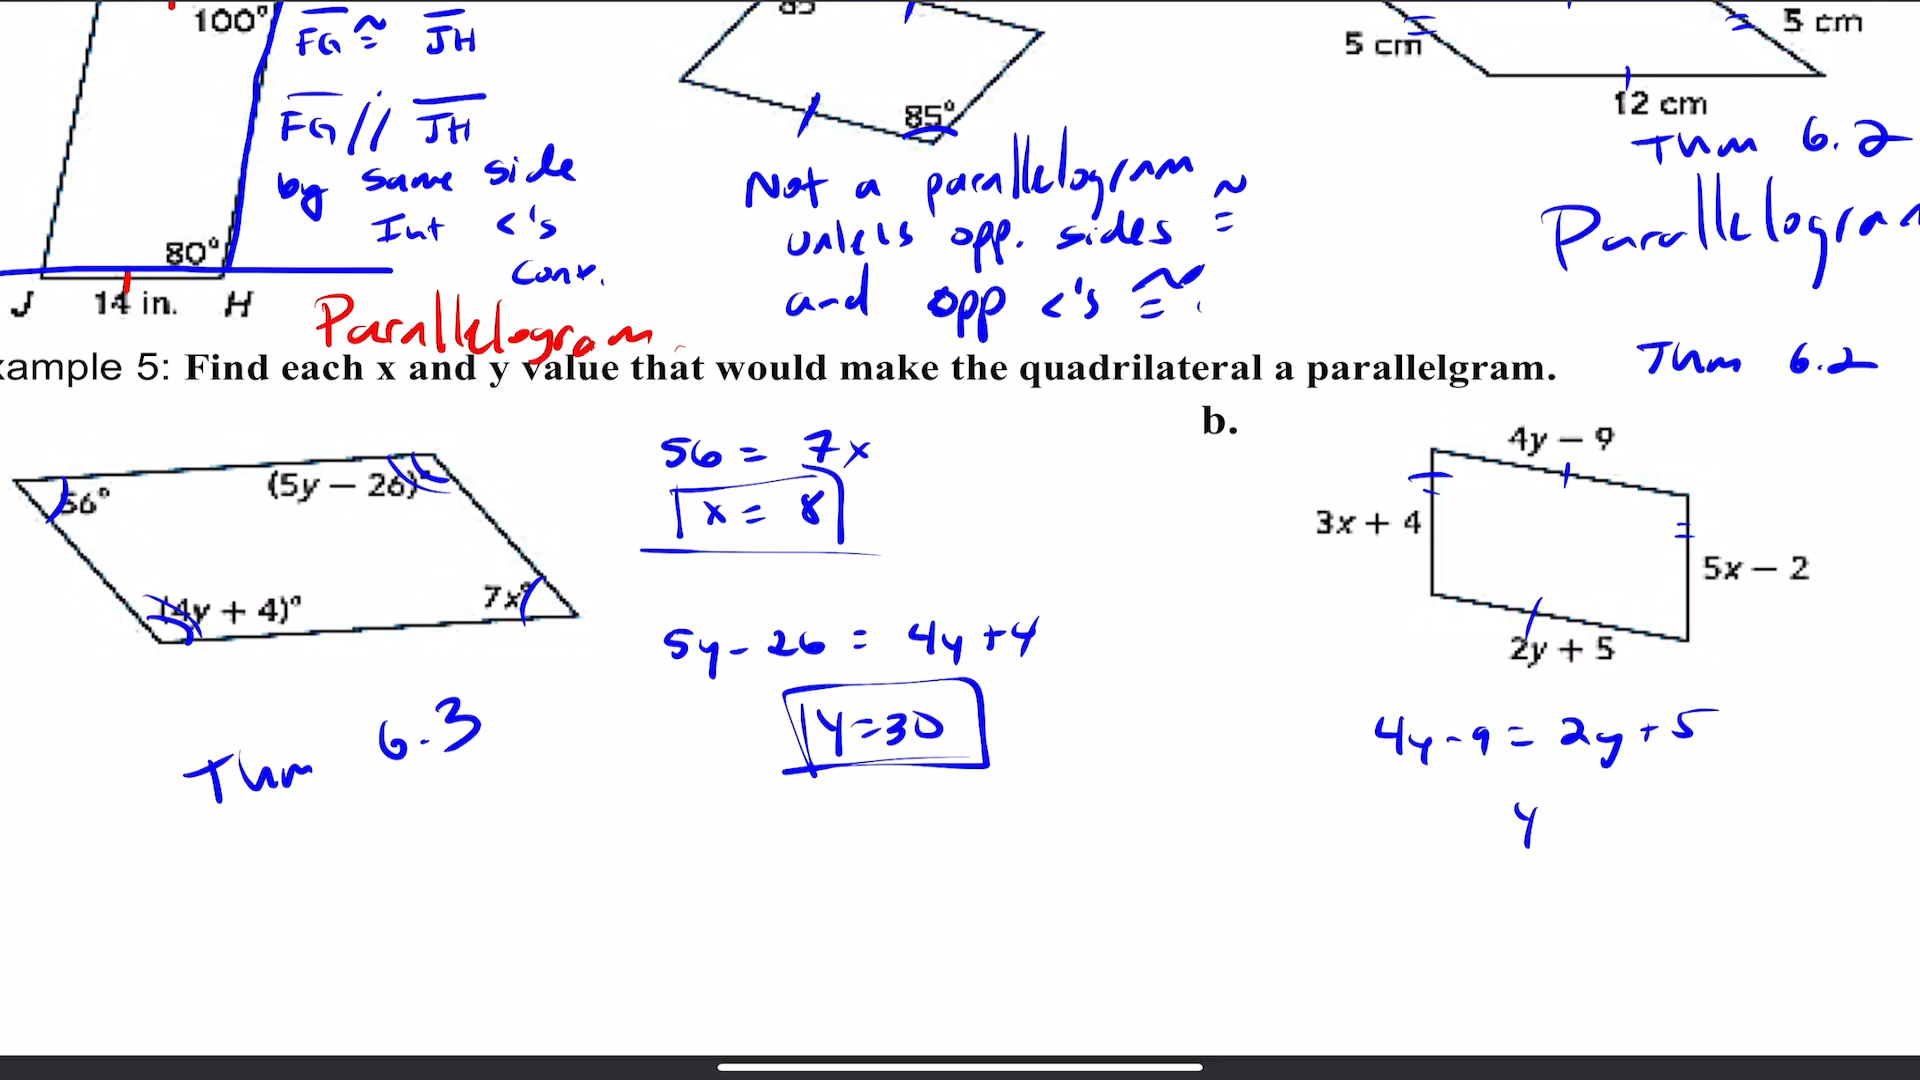 100°
FG ≅ JH
FG // JH
by same side
Int <'s
conv.
80°
J 14 in. H
Parallelogram
85°
Not a parallelogram
unless opp. sides ≅
and opp <'s ≅.
5 cm
5 cm
12 cm
Thm 6.2
Thm 6.2
xample 5: Find each x and y value that would make the quadrilateral a parallelgram.
56°
(5y – 26)°
(4y + 4)°
7x°
Thm 6.3
56 = 7x
x = 8
5y - 26 = 4y + 4
y = 30
b.
4y – 9
3x + 4
5x – 2
2y + 5
4y - 9 = 2y + 5
y